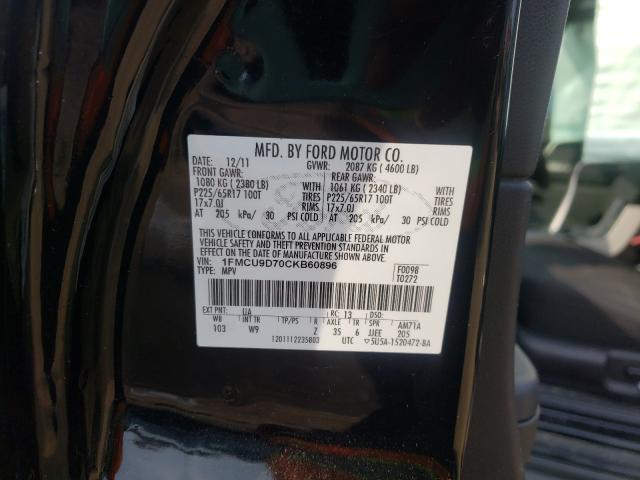 MFD. BY FORD MOTOR CO.
DATE: 12/11 GVWR: 2087 KG ( 4600 LB)
FRONT GAWR: REAR GAWR:
1080 KG ( 2380 LB) WITH 1061 KG ( 2340 LB) WITH
P225/65R17 100T TIRES P225/65R17 100T TIRES
17x7.0J RIMS 17x7.0J RIMS
AT 205 kPa/ 30 PSI COLD AT 205 kPa/ 30 PSI COLD
THIS VEHICLE CONFORMS TO ALL APPLICABLE FEDERAL MOTOR
VEHICLE SAFETY AND THEFT PREVENTION STANDARDS IN
EFFECT ON THE DATE OF MANUFACTURE SHOWN ABOVE.
VIN: 1FMCU9D70CKB60896 F0098
TYPE: MPV T0272
EXT PNT: UA RC: 13 DSO:
WB INT TR TP/PS R AXLE TR SPR AM71A
103 W9 Z 35 6 JJEE 205
1201112235803 UTC ▽5U5A-1520472-BA